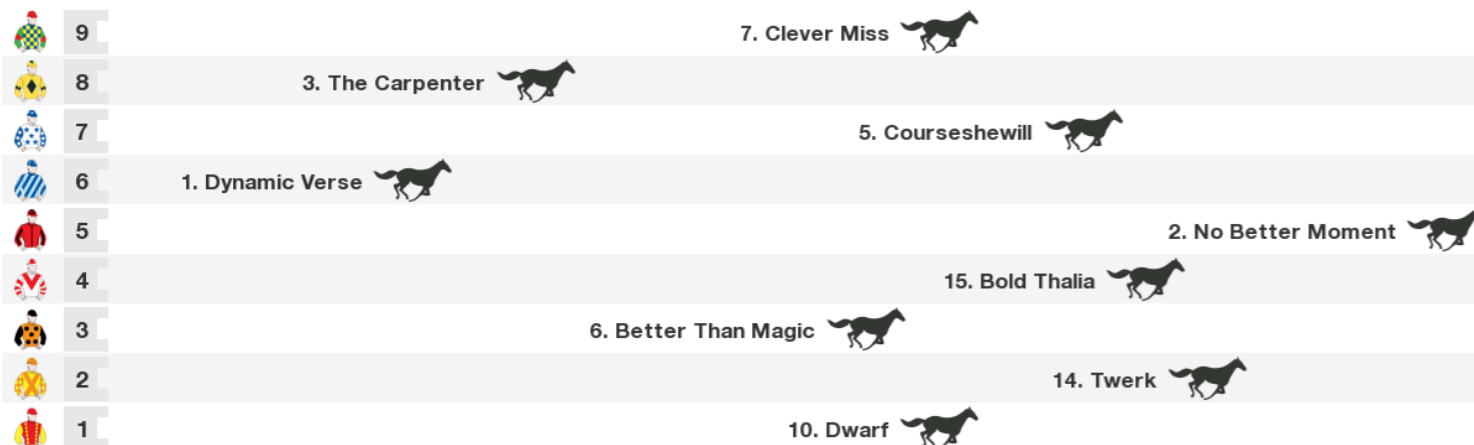 9 7. Clever Miss
8 3. The Carpenter
7 5. Courseshewill
6 1. Dynamic Verse
5 2. No Better Moment
4 15. Bold Thalia
3 6. Better Than Magic
2 14. Twerk
1 10. Dwarf